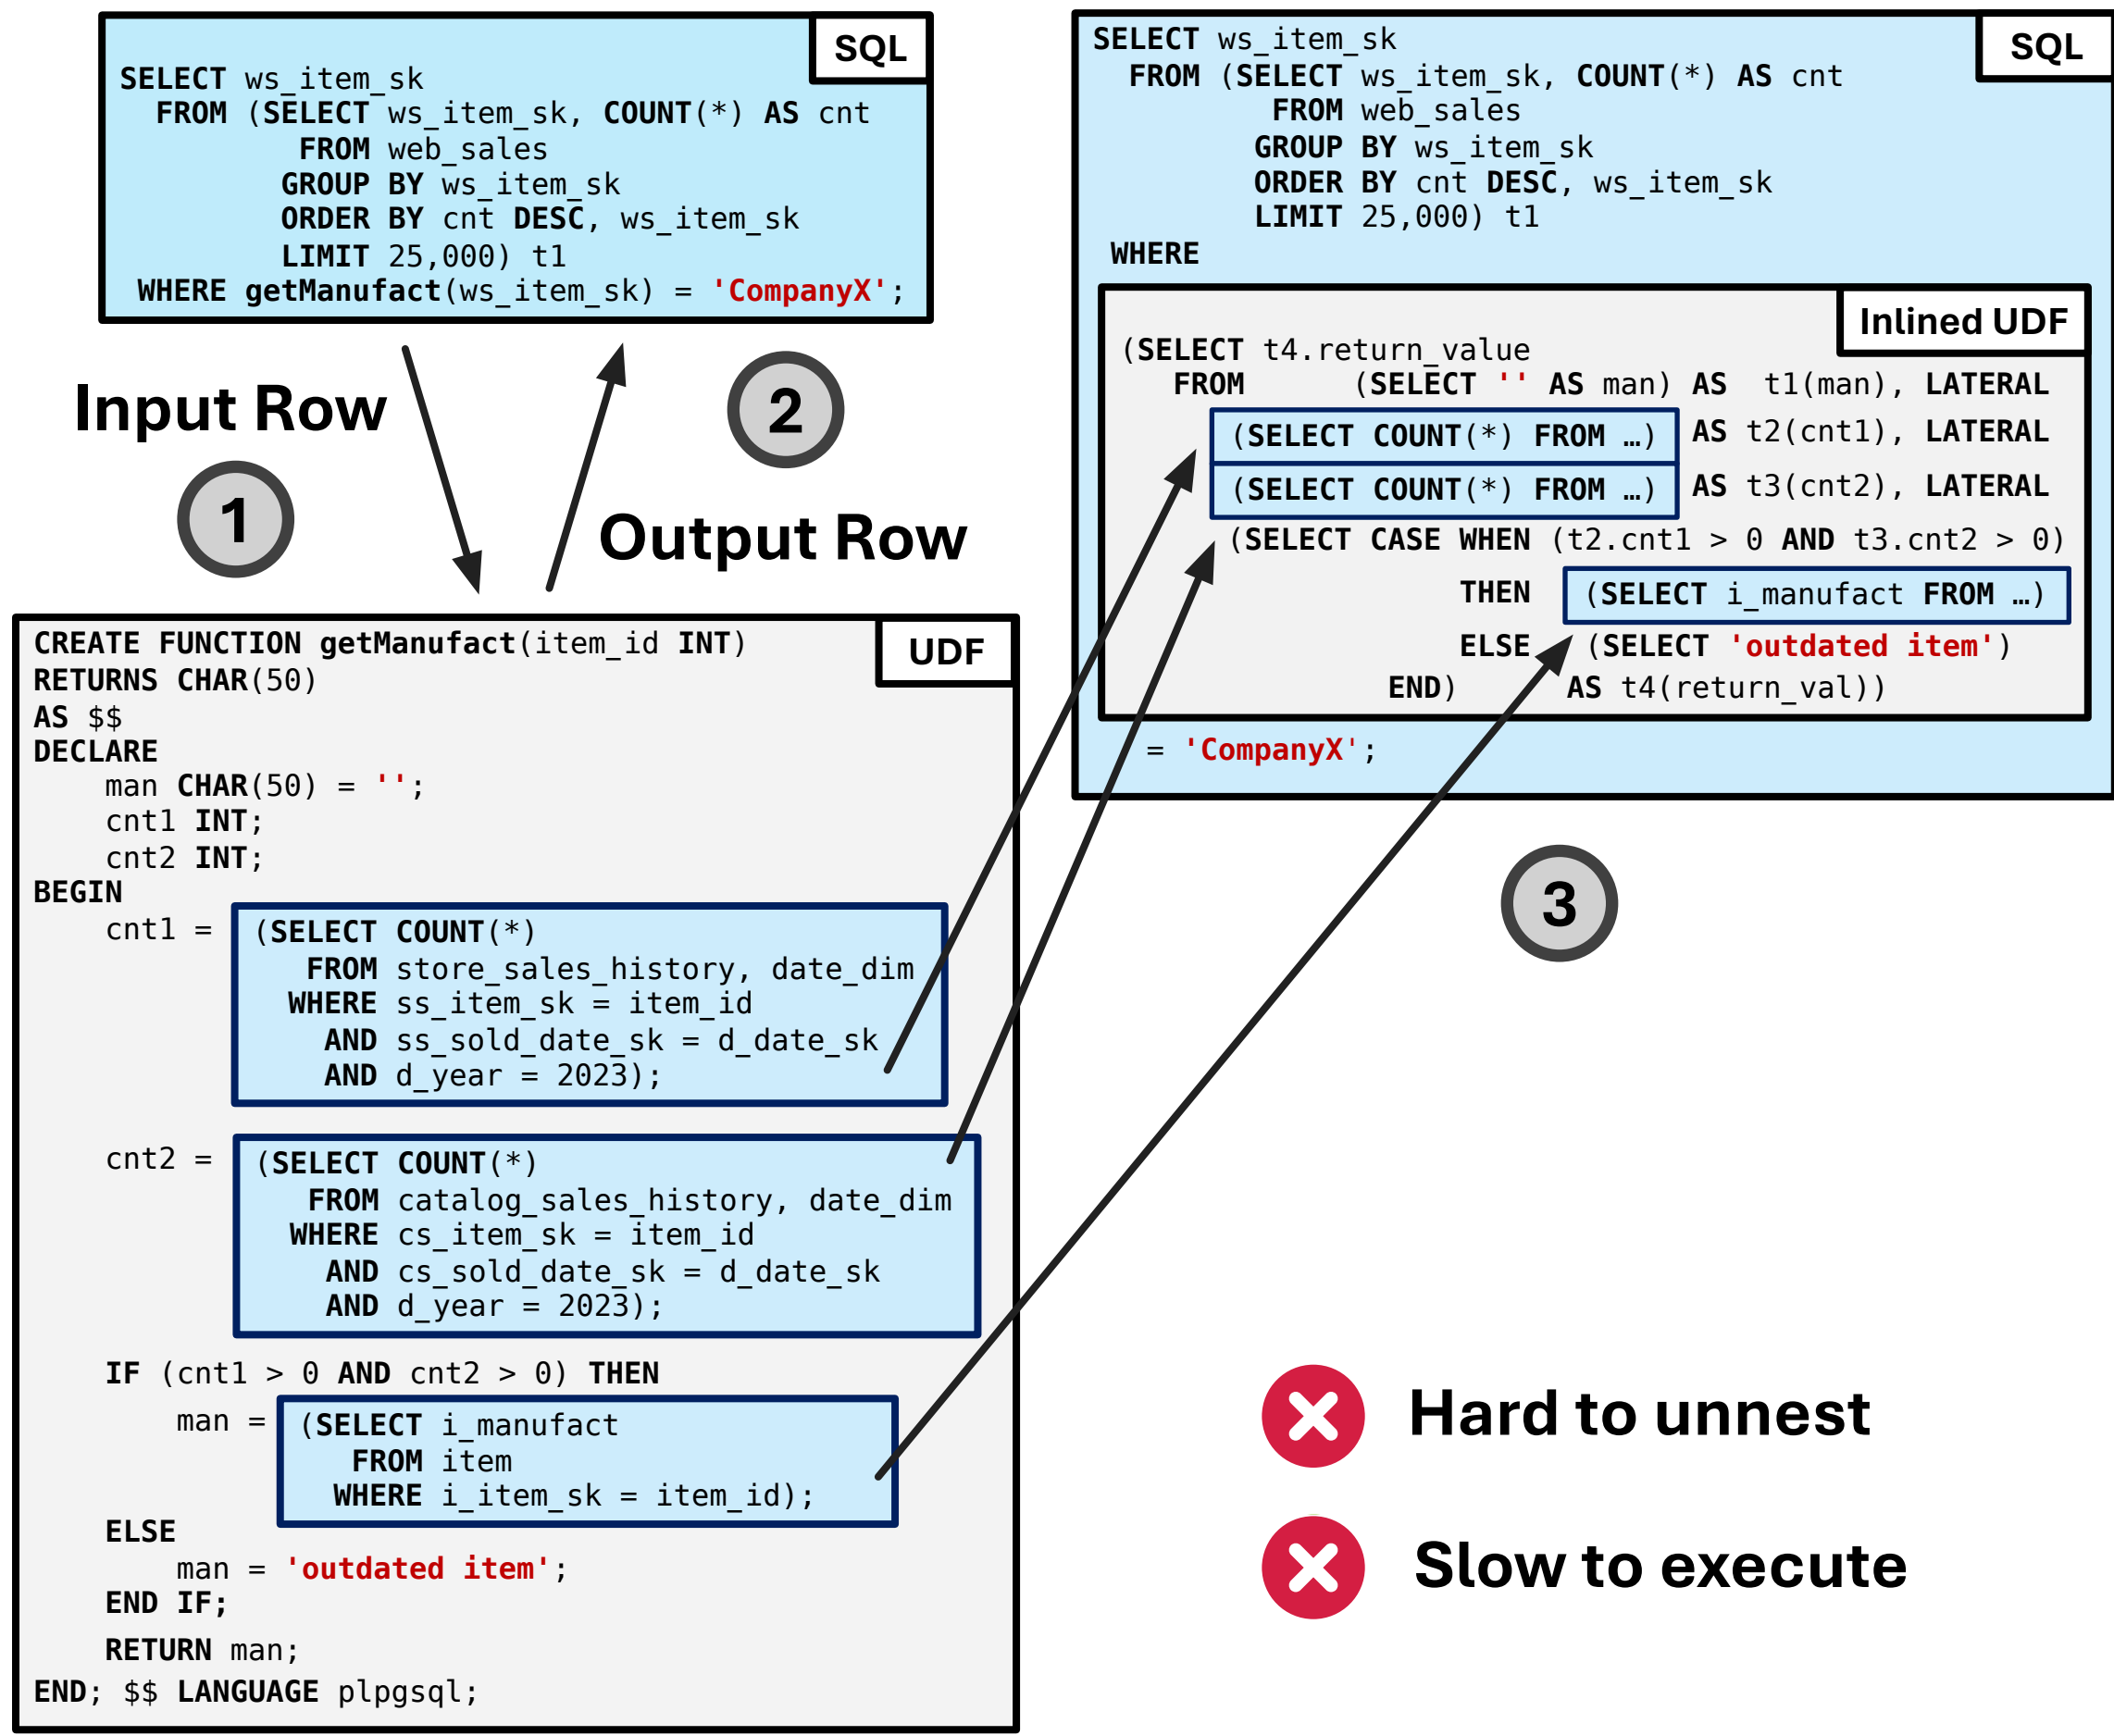 SQL
SELECT ws_item_sk
FROM (SELECT ws_item_sk, COUNT(*) AS cnt
FROM web_sales
GROUP BY ws_item_sk
ORDER BY cnt DESC, ws_item_sk
LIMIT 25,000) t1
WHERE getManufact(ws_item_sk) = 'CompanyX';
Input Row
1
2
Output Row
UDF
CREATE FUNCTION getManufact(item_id INT)
RETURNS CHAR(50)
AS $$
DECLARE
man CHAR(50) = '';
cnt1 INT;
cnt2 INT;
BEGIN
cnt1 = (SELECT COUNT(*)
FROM store_sales_history, date_dim
WHERE ss_item_sk = item_id
AND ss_sold_date_sk = d_date_sk
AND d_year = 2023);
cnt2 = (SELECT COUNT(*)
FROM catalog_sales_history, date_dim
WHERE cs_item_sk = item_id
AND cs_sold_date_sk = d_date_sk
AND d_year = 2023);
IF (cnt1 > 0 AND cnt2 > 0) THEN
man = (SELECT i_manufact
FROM item
WHERE i_item_sk = item_id);
ELSE
man = 'outdated item';
END IF;
RETURN man;
END; $$ LANGUAGE plpgsql;
SQL
SELECT ws_item_sk
FROM (SELECT ws_item_sk, COUNT(*) AS cnt
FROM web_sales
GROUP BY ws_item_sk
ORDER BY cnt DESC, ws_item_sk
LIMIT 25,000) t1
WHERE
Inlined UDF
(SELECT t4.return_value
FROM (SELECT '' AS man) AS t1(man), LATERAL
(SELECT COUNT(*) FROM …) AS t2(cnt1), LATERAL
(SELECT COUNT(*) FROM …) AS t3(cnt2), LATERAL
(SELECT CASE WHEN (t2.cnt1 > 0 AND t3.cnt2 > 0)
THEN (SELECT i_manufact FROM …)
ELSE (SELECT 'outdated item')
END) AS t4(return_val))
= 'CompanyX';
3
Hard to unnest
Slow to execute